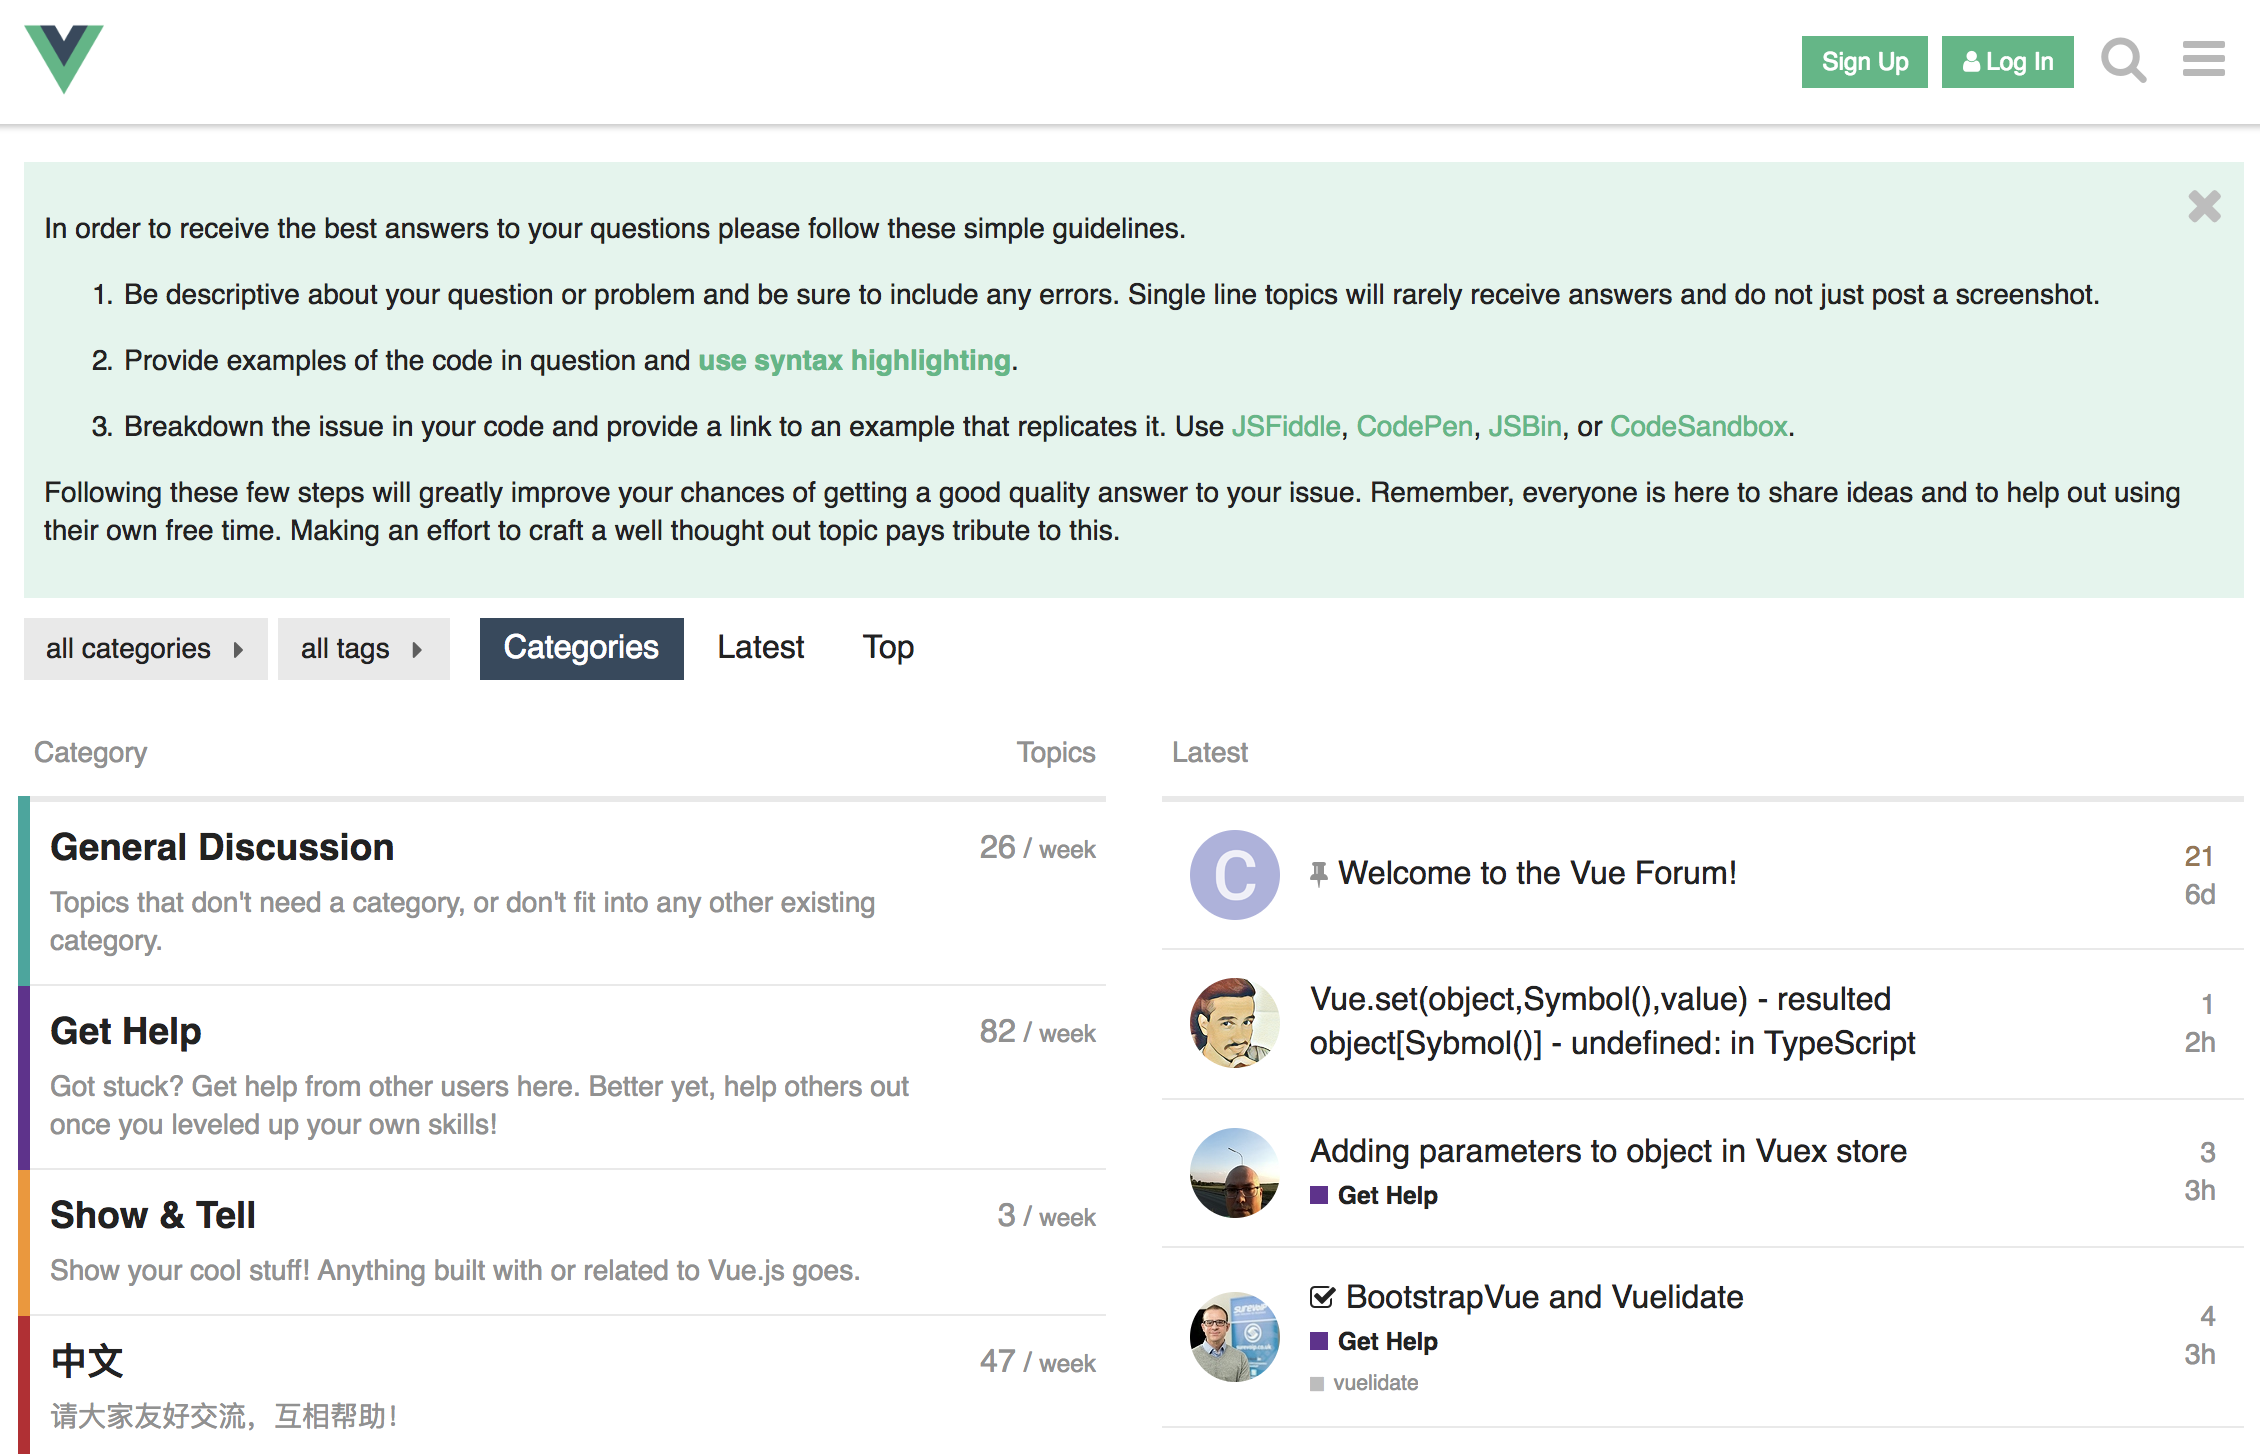 Sign Up
Log In
In order to receive the best answers to your questions please follow these simple guidelines.
1. Be descriptive about your question or problem and be sure to include any errors. Single line topics will rarely receive answers and do not just post a screenshot.
2. Provide examples of the code in question and use syntax highlighting.
3. Breakdown the issue in your code and provide a link to an example that replicates it. Use JSFiddle, CodePen, JSBin, or CodeSandbox.
Following these few steps will greatly improve your chances of getting a good quality answer to your issue. Remember, everyone is here to share ideas and to help out using
their own free time. Making an effort to craft a well thought out topic pays tribute to this.
all categories
all tags
Categories
Latest
Top
Category
Topics
General Discussion
26 / week
Topics that don't need a category, or don't fit into any other existing
category.
Get Help
82 / week
Got stuck? Get help from other users here. Better yet, help others out
once you leveled up your own skills!
Show & Tell
3 / week
Show your cool stuff! Anything built with or related to Vue.js goes.
中文
47 / week
请大家友好交流，互相帮助！
Latest
C
Welcome to the Vue Forum!
21
6d
Vue.set(object,Symbol(),value) - resulted
object[Sybmol()] - undefined: in TypeScript
1
2h
Adding parameters to object in Vuex store
Get Help
3
3h
BootstrapVue and Vuelidate
Get Help
vuelidate
4
3h